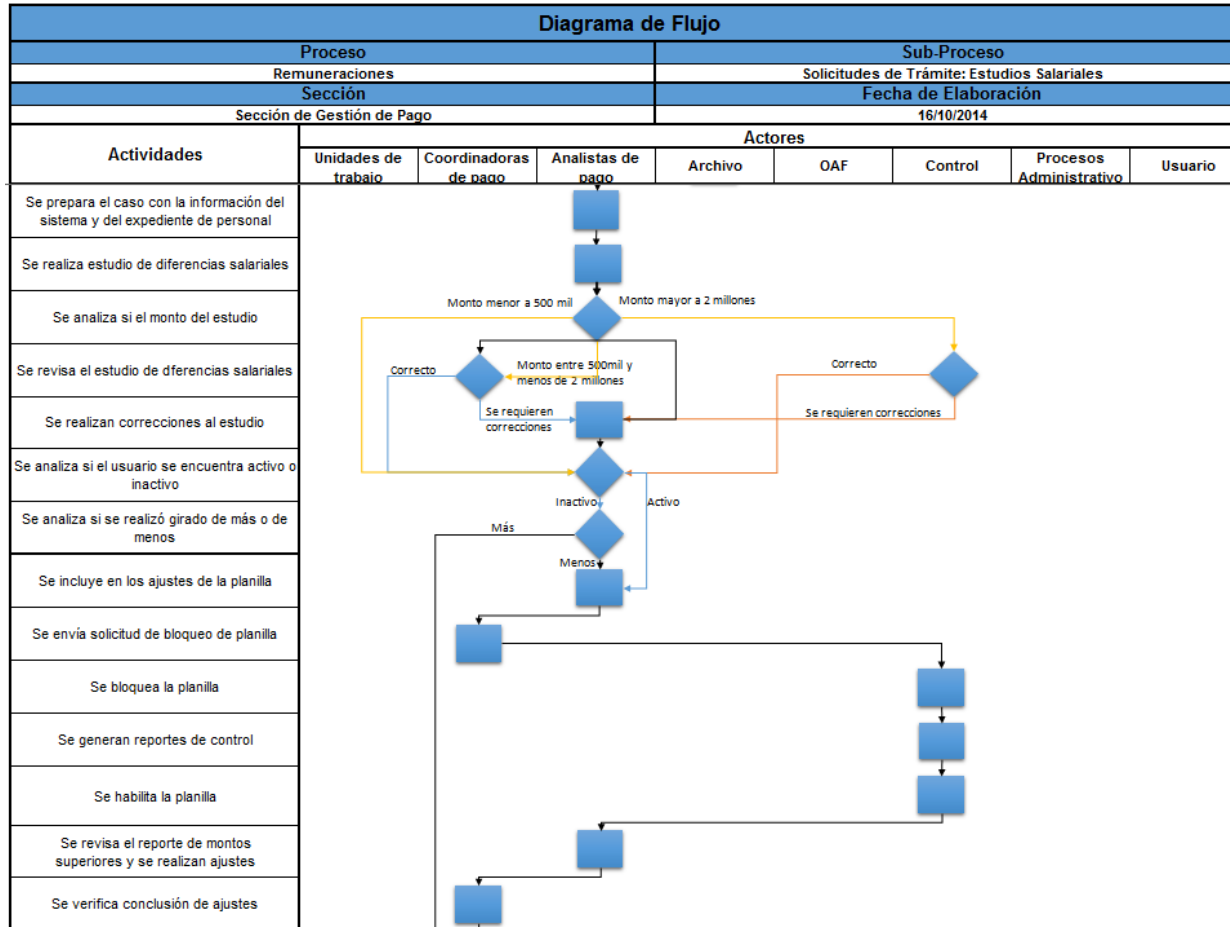 Diagrama de Flujo
Proceso
Sub-Proceso
Remuneraciones
Solicitudes de Trámite: Estudios Salariales
Sección
Fecha de Elaboración
Sección de Gestión de Pago
16/10/2014
Actividades
Actores
Unidades de
trabajo
Coordinadoras
de pago
Analistas de
pago
Archivo
OAF
Control
Procesos
Administrativo
Usuario
Se prepara el caso con la información del
sistema y del expediente de personal
Se realiza estudio de diferencias salariales
Monto menor a 500 mil
Monto mayor a 2 millones
Se analiza si el monto del estudio
Se revisa el estudio de dferencias salariales
Correcto
Monto entre 500mil y
menos de 2 millones
Correcto
Se realizan correcciones al estudio
Se requieren
correcciones
Se requieren correcciones
Se analiza si el usuario se encuentra activo o
inactivo
Inactivo
Activo
Se analiza si se realizó girado de más o de
menos
Más
Menos
Se incluye en los ajustes de la planilla
Se envía solicitud de bloqueo de planilla
Se bloquea la planilla
Se generan reportes de control
Se habilita la planilla
Se revisa el reporte de montos
superiores y se realizan ajustes
Se verifica conclusión de ajustes